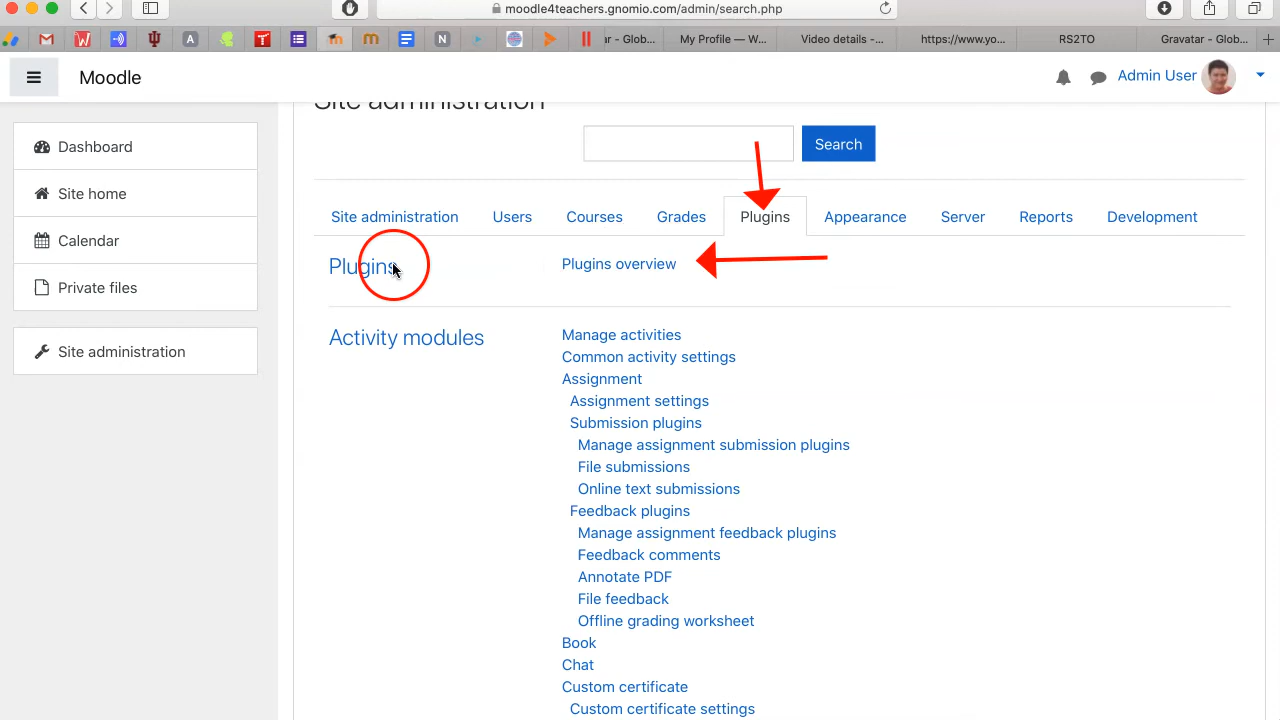 moodle4teachers.gnomio.com/admin/search.php
ar - Glob...
My Profile — W...
Video details -...
https://www.yo...
RS2TO
Gravatar - Glob...
Moodle
Admin User
Site administration
Search
Dashboard
Site home
Calendar
Private files
Site administration
Site administration Users Courses Grades Plugins Appearance Server Reports Development
Plugins
Plugins overview
Activity modules
Manage activities
Common activity settings
Assignment
Assignment settings
Submission plugins
Manage assignment submission plugins
File submissions
Online text submissions
Feedback plugins
Manage assignment feedback plugins
Feedback comments
Annotate PDF
File feedback
Offline grading worksheet
Book
Chat
Custom certificate
Custom certificate settings